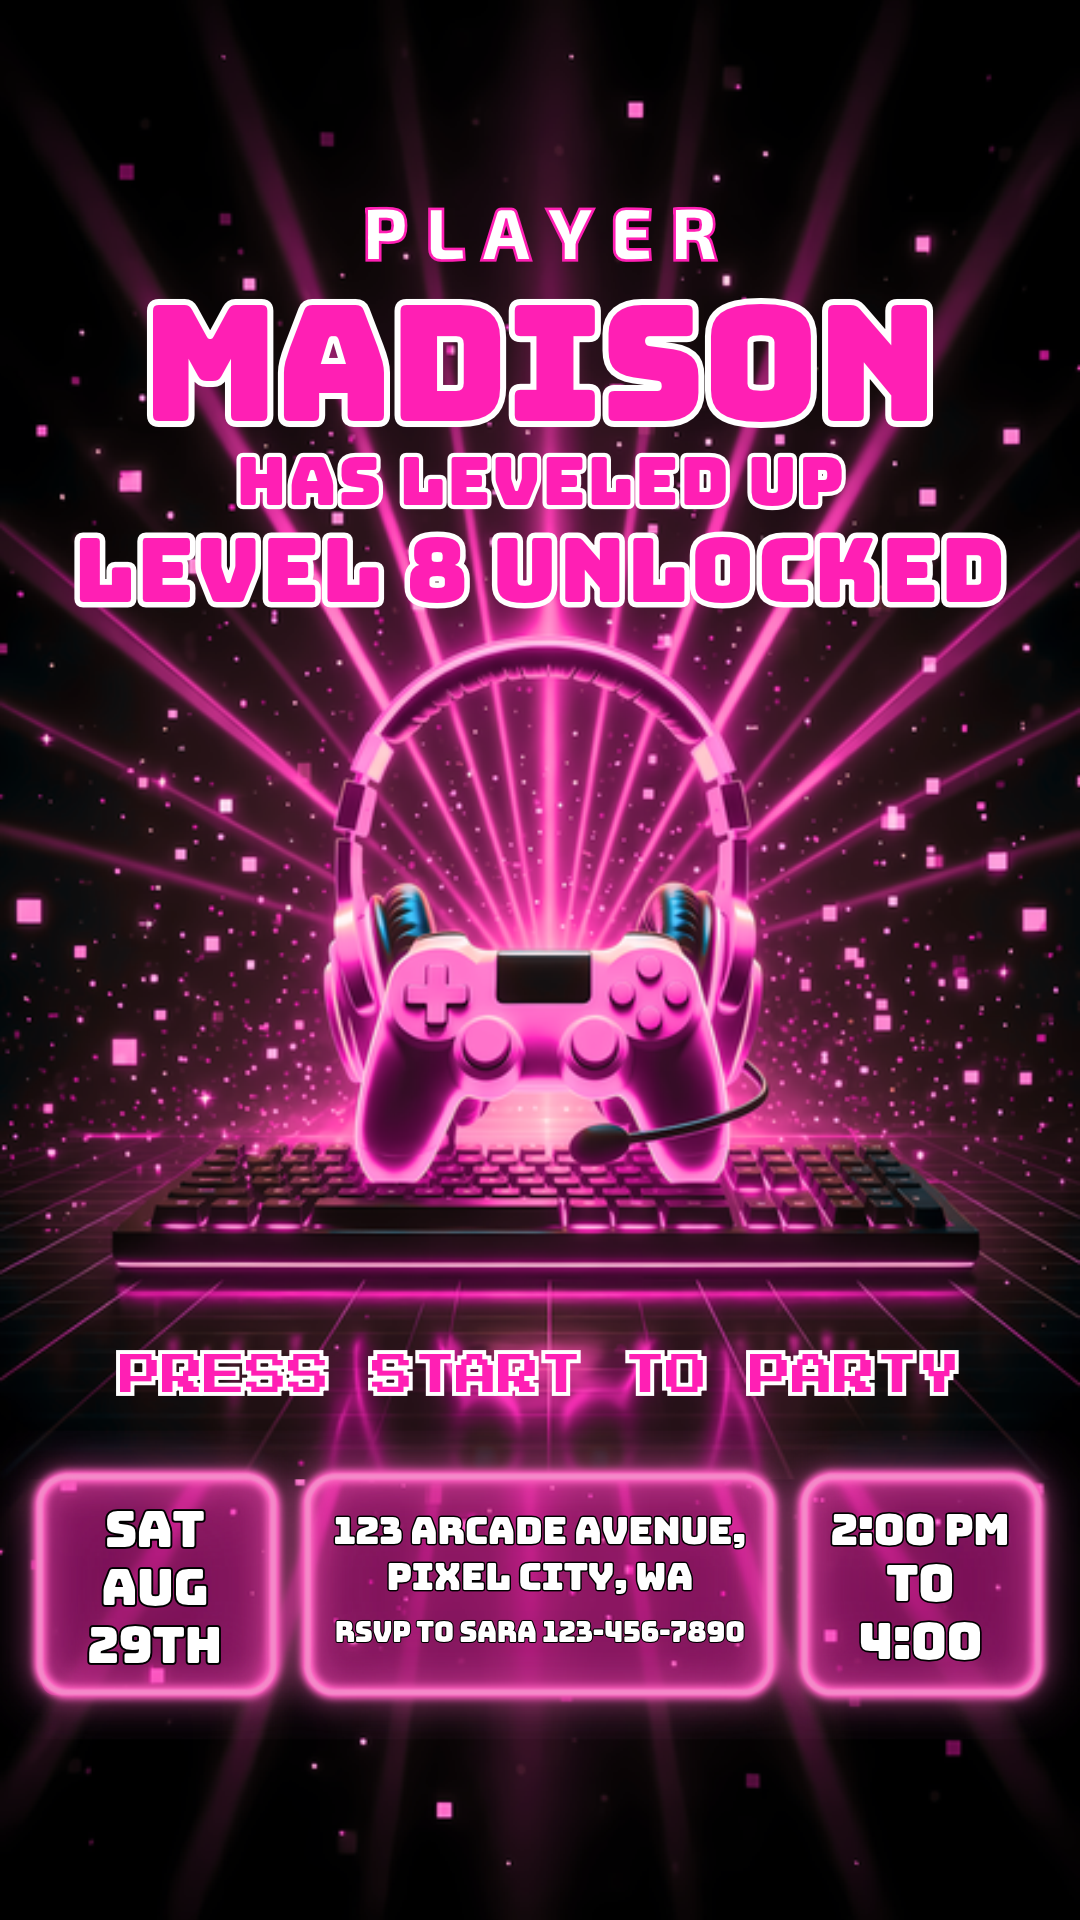 PLAYER
MADISON
HAS LEVELED UP
LEVEL 8 UNLOCKED
PRESS START TO PARTY
SAT
AUG
29TH
123 ARCADE AVENUE,
PIXEL CITY, WA
RSVP TO SARA 123-456-7890
2:00 PM
TO
4:00